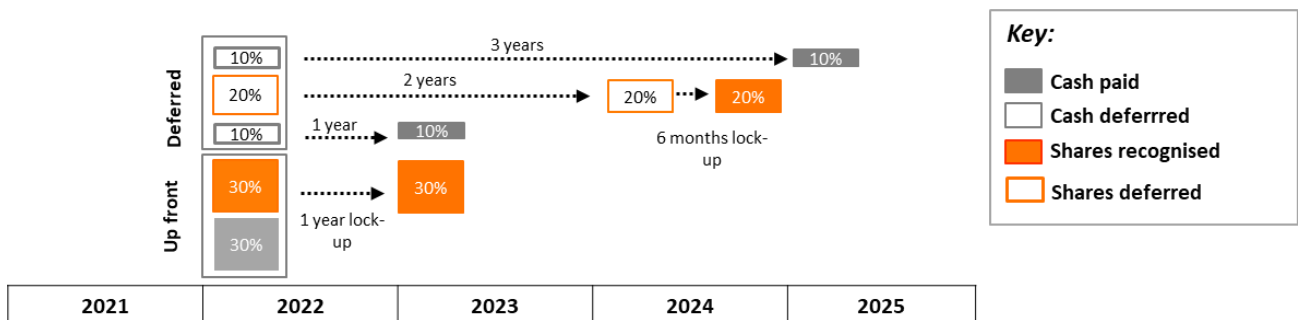 Deferred
10%
3 years
10%
20%
2 years
20%
20%
10%
1 year
10%
6 months lock-
up
Up front
30%
30%
1 year lock-
up
30%
Key:
Cash paid
Cash deferrred
Shares recognised
Shares deferred
2021
2022
2023
2024
2025